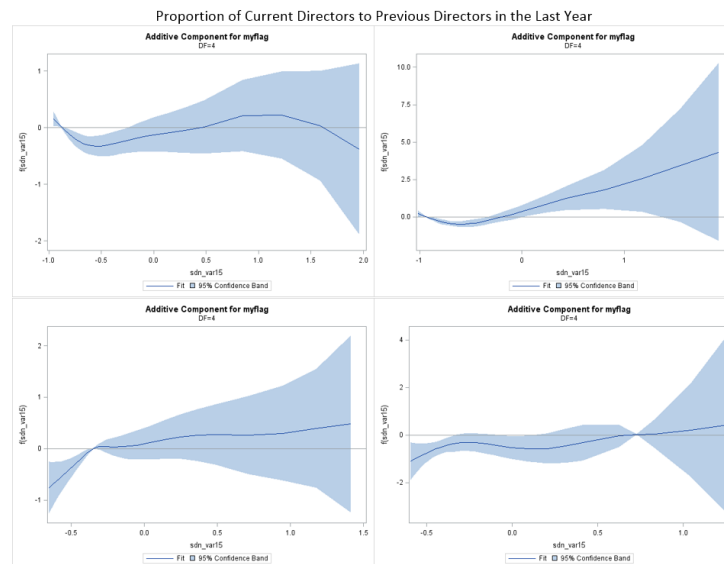 Proportion of Current Directors to Previous Directors in the Last Year
Additive Component for myflag
DF=4
1
0
-1
-2
f(sdn_var15)
-1.0
-0.5
0.0
0.5
1.0
1.5
2.0
sdn_var15
Fit
95% Confidence Band
Additive Component for myflag
DF=4
10.0
7.5
5.0
2.5
0.0
f(sdn_var15)
-1
0
1
sdn_var15
Fit
95% Confidence Band
Additive Component for myflag
DF=4
2
1
0
-1
f(sdn_var15)
-0.5
0.0
0.5
1.0
1.5
sdn_var15
Fit
95% Confidence Band
Additive Component for myflag
DF=4
4
2
0
-2
f(sdn_var15)
-0.5
0.0
0.5
1.0
sdn_var15
Fit
95% Confidence Band